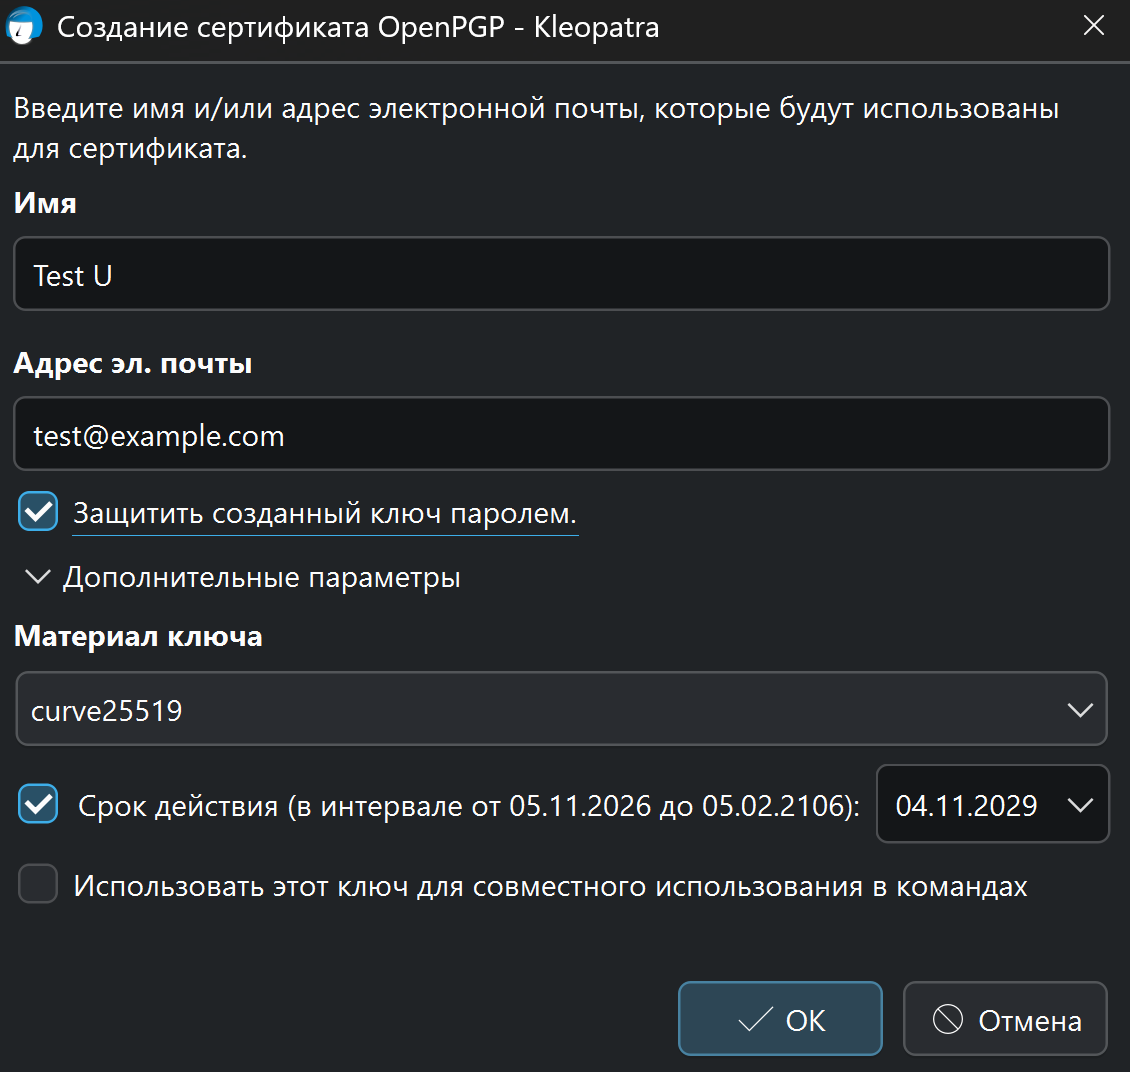 Создание сертификата OpenPGP - Kleopatra
Введите имя и/или адрес электронной почты, которые будут использованы
для сертификата.
Имя
Test U
Адрес эл. почты
test@example.com
Защитить созданный ключ паролем.
Дополнительные параметры
Материал ключа
curve25519
Срок действия (в интервале от 05.11.2026 до 05.02.2106): 04.11.2029
Использовать этот ключ для совместного использования в командах
OK Отмена